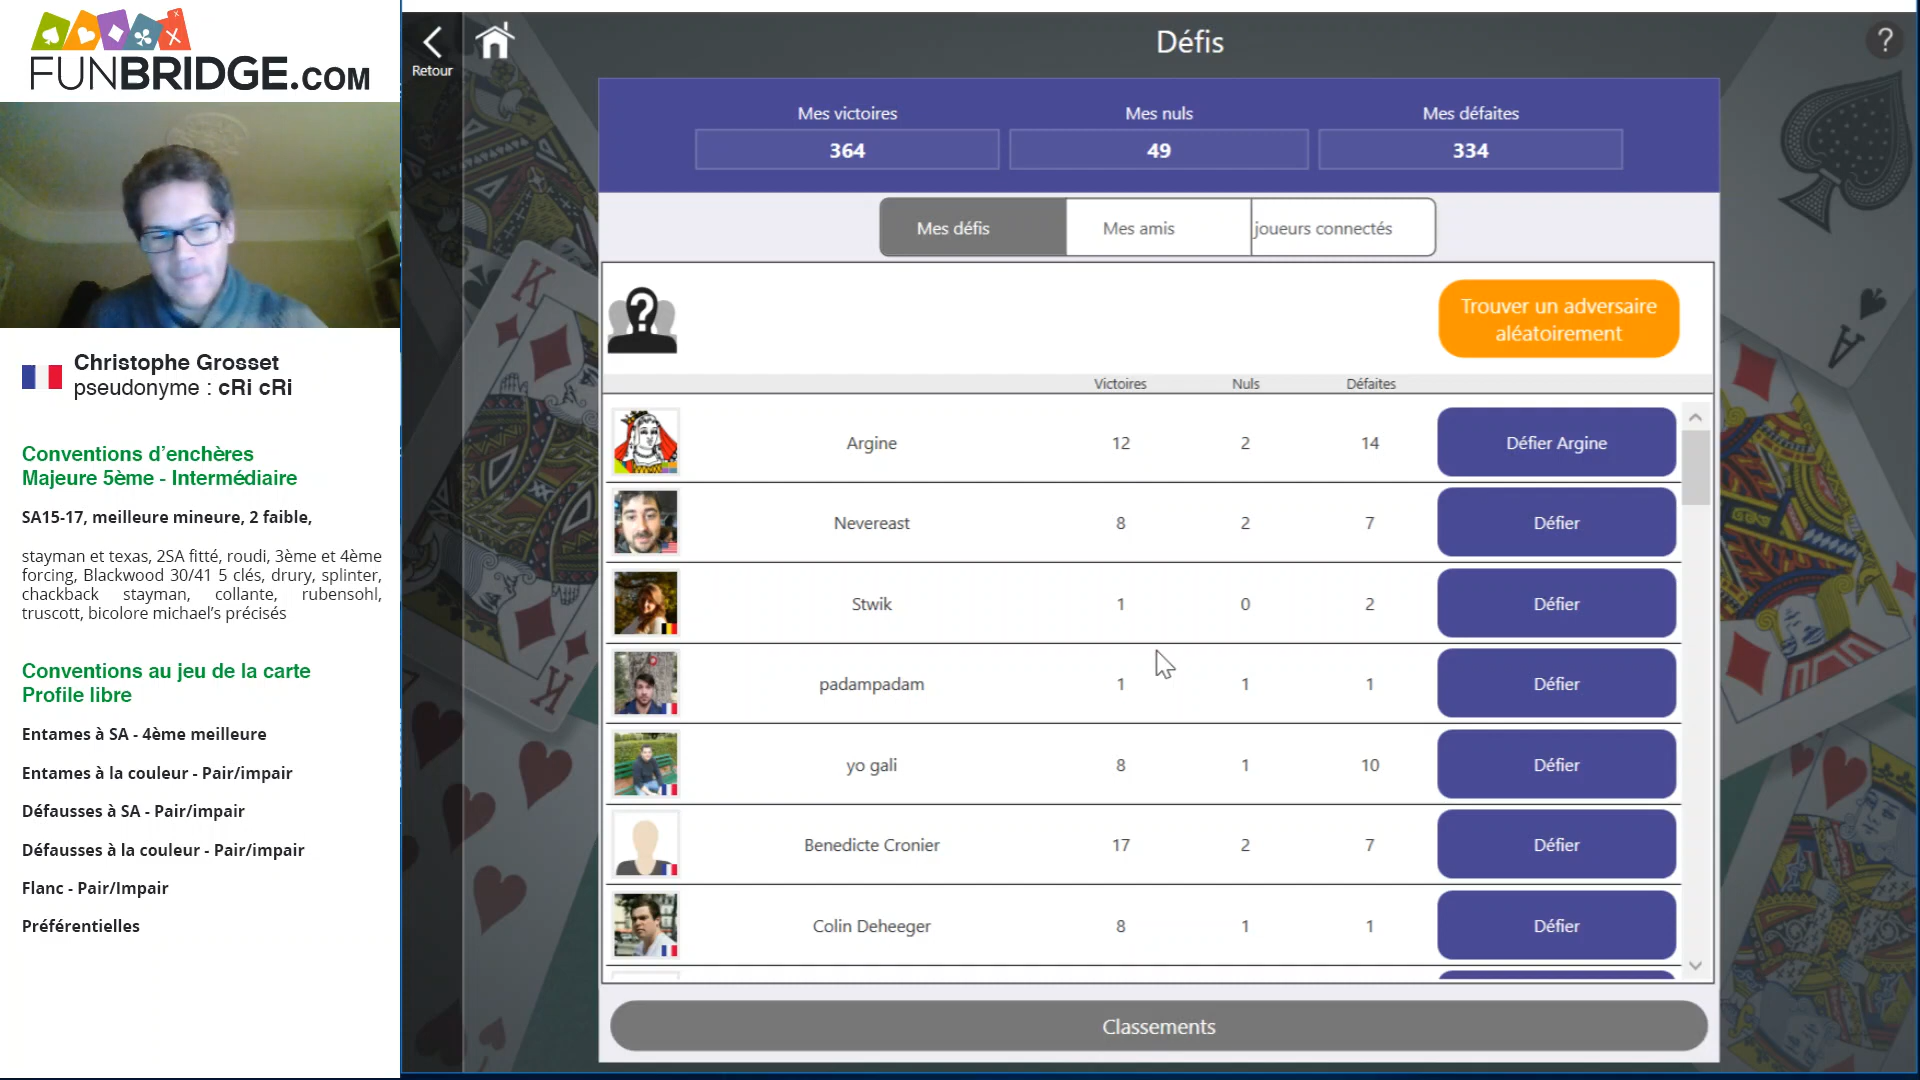 FUNBRIDGE.COM
Christophe Grosset
pseudonyme : cRi cRi
Conventions d'enchères
Majeure 5ème - Intermédiaire
SA15-17, meilleure mineure, 2 faible,
stayman et texas, 2SA fitté, roudi, 3ème et 4ème
forcing, Blackwood 30/41 5 clés, drury, splinter,
chackback stayman, collante, rubensohl,
truscott, bicolore michael's précisés
Conventions au jeu de la carte
Profile libre
Entames à SA - 4ème meilleure
Entames à la couleur - Pair/impair
Défausses à SA - Pair/impair
Défausses à la couleur - Pair/impair
Flanc - Pair/Impair
Préférentielles
Retour
Défis
?
Mes victoires Mes nuls Mes défaites
364 49 334
Mes défis Mes amis joueurs connectés
?
Trouver un adversaire
aléatoirement
Victoires Nuls Défaites
Argine 12 2 14 Défier Argine
Nevereast 8 2 7 Défier
Stwik 1 0 2 Défier
padampadam 1 1 1 Défier
yo gali 8 1 10 Défier
Benedicte Cronier 17 2 7 Défier
Colin Deheeger 8 1 1 Défier
Classements
K
K
A